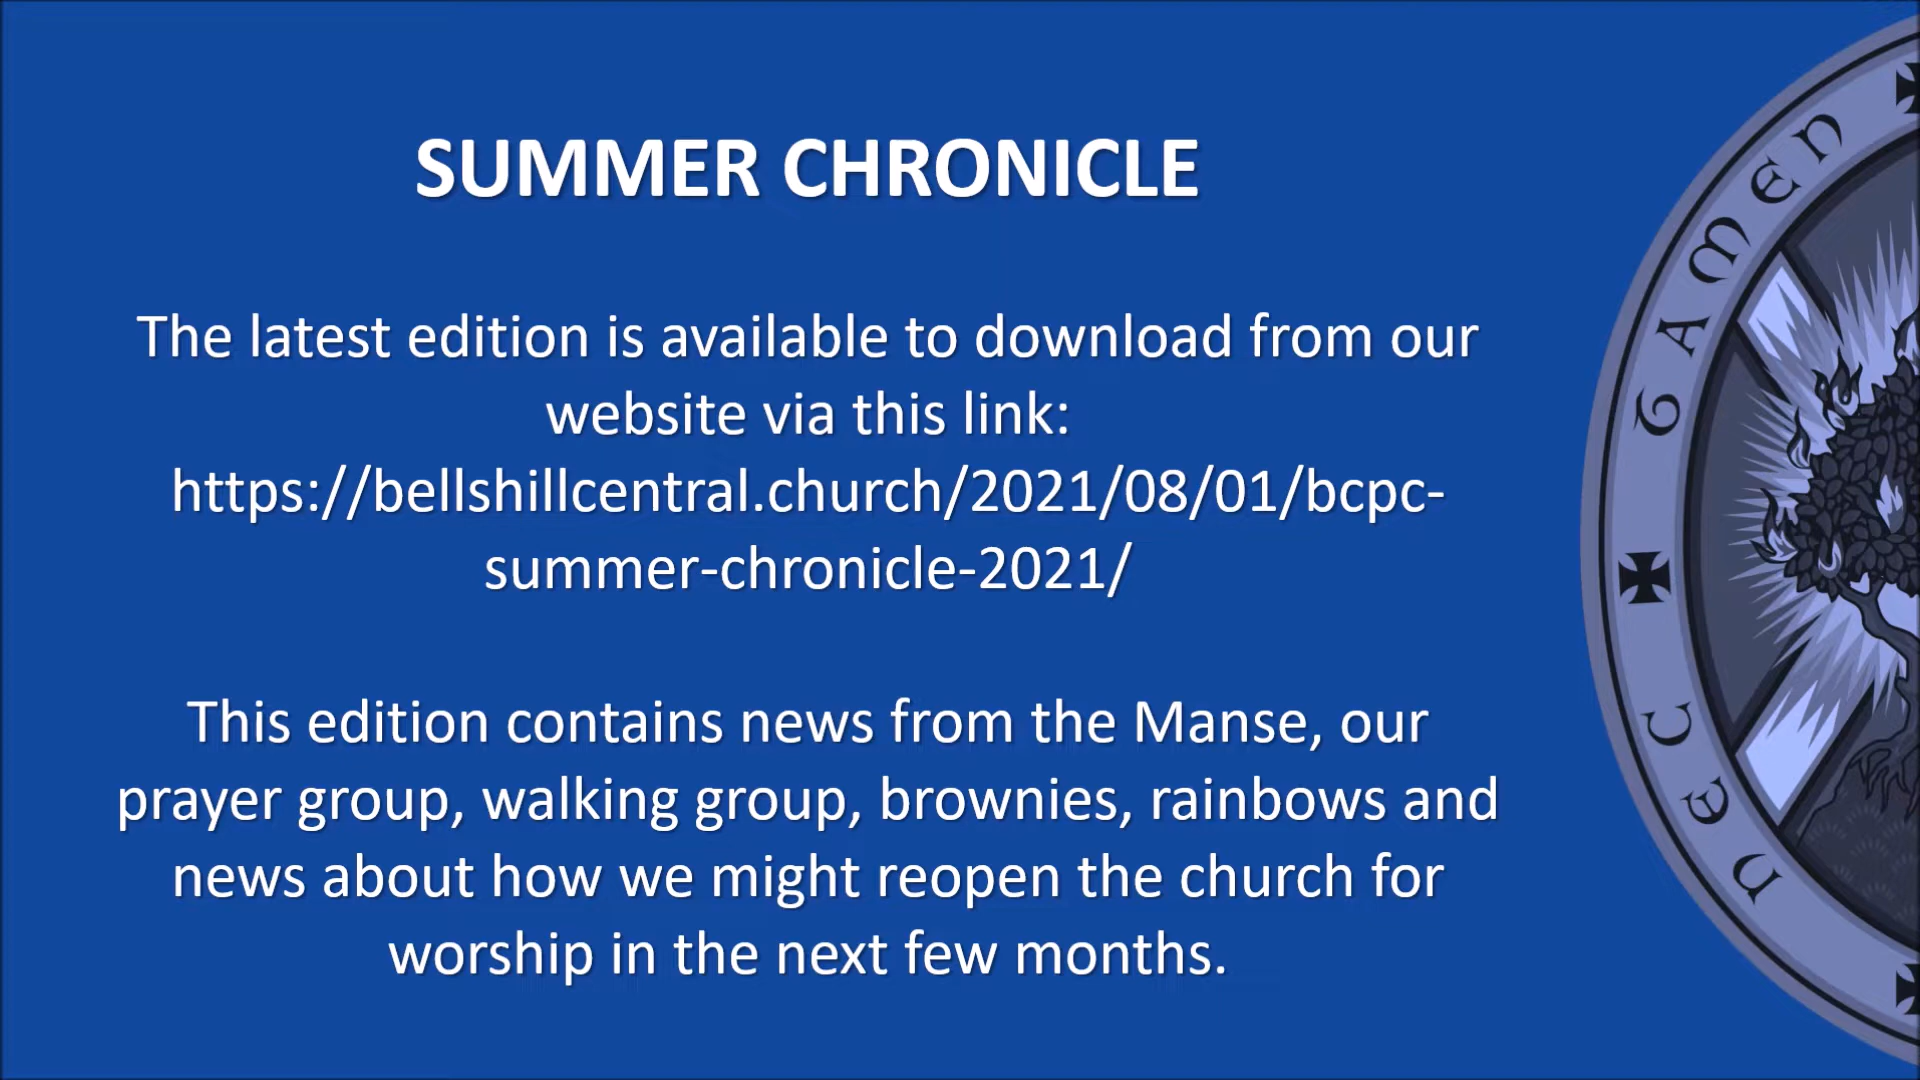 SUMMER CHRONICLE
The latest edition is available to download from our
website via this link:
https://bellshillcentral.church/2021/08/01/bcpc-
summer-chronicle-2021/
This edition contains news from the Manse, our
prayer group, walking group, brownies, rainbows and
news about how we might reopen the church for
worship in the next few months.
NEC
TAMEN